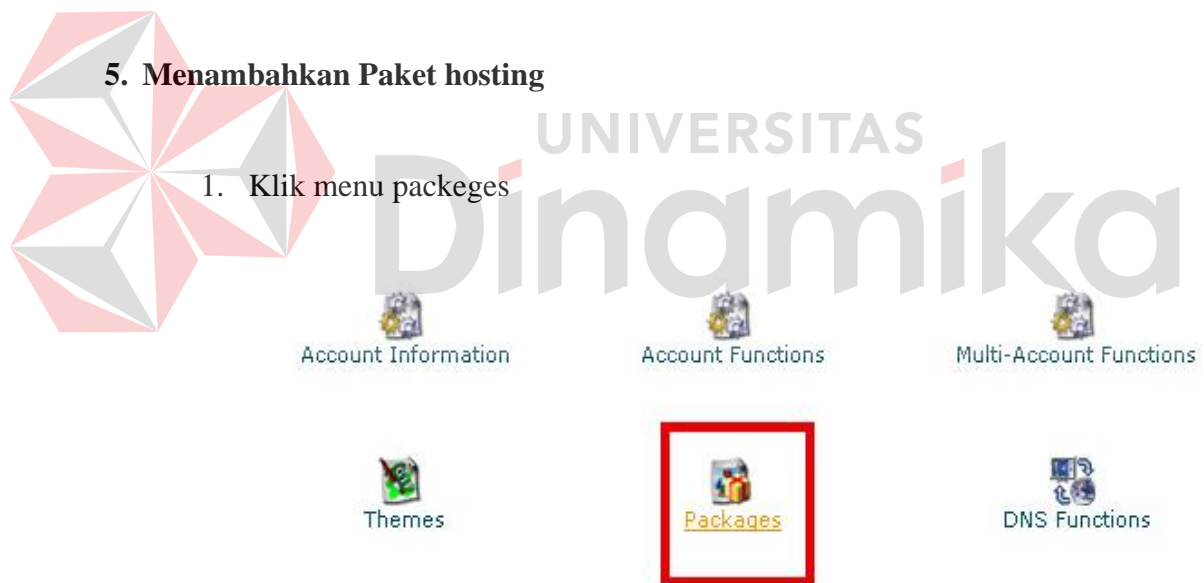 5. Menambahkan Paket hosting
UNIVERSITAS
Dinamika
1. Klik menu packeges
Account Information
Account Functions
Multi-Account Functions
Themes
Packages
DNS Functions